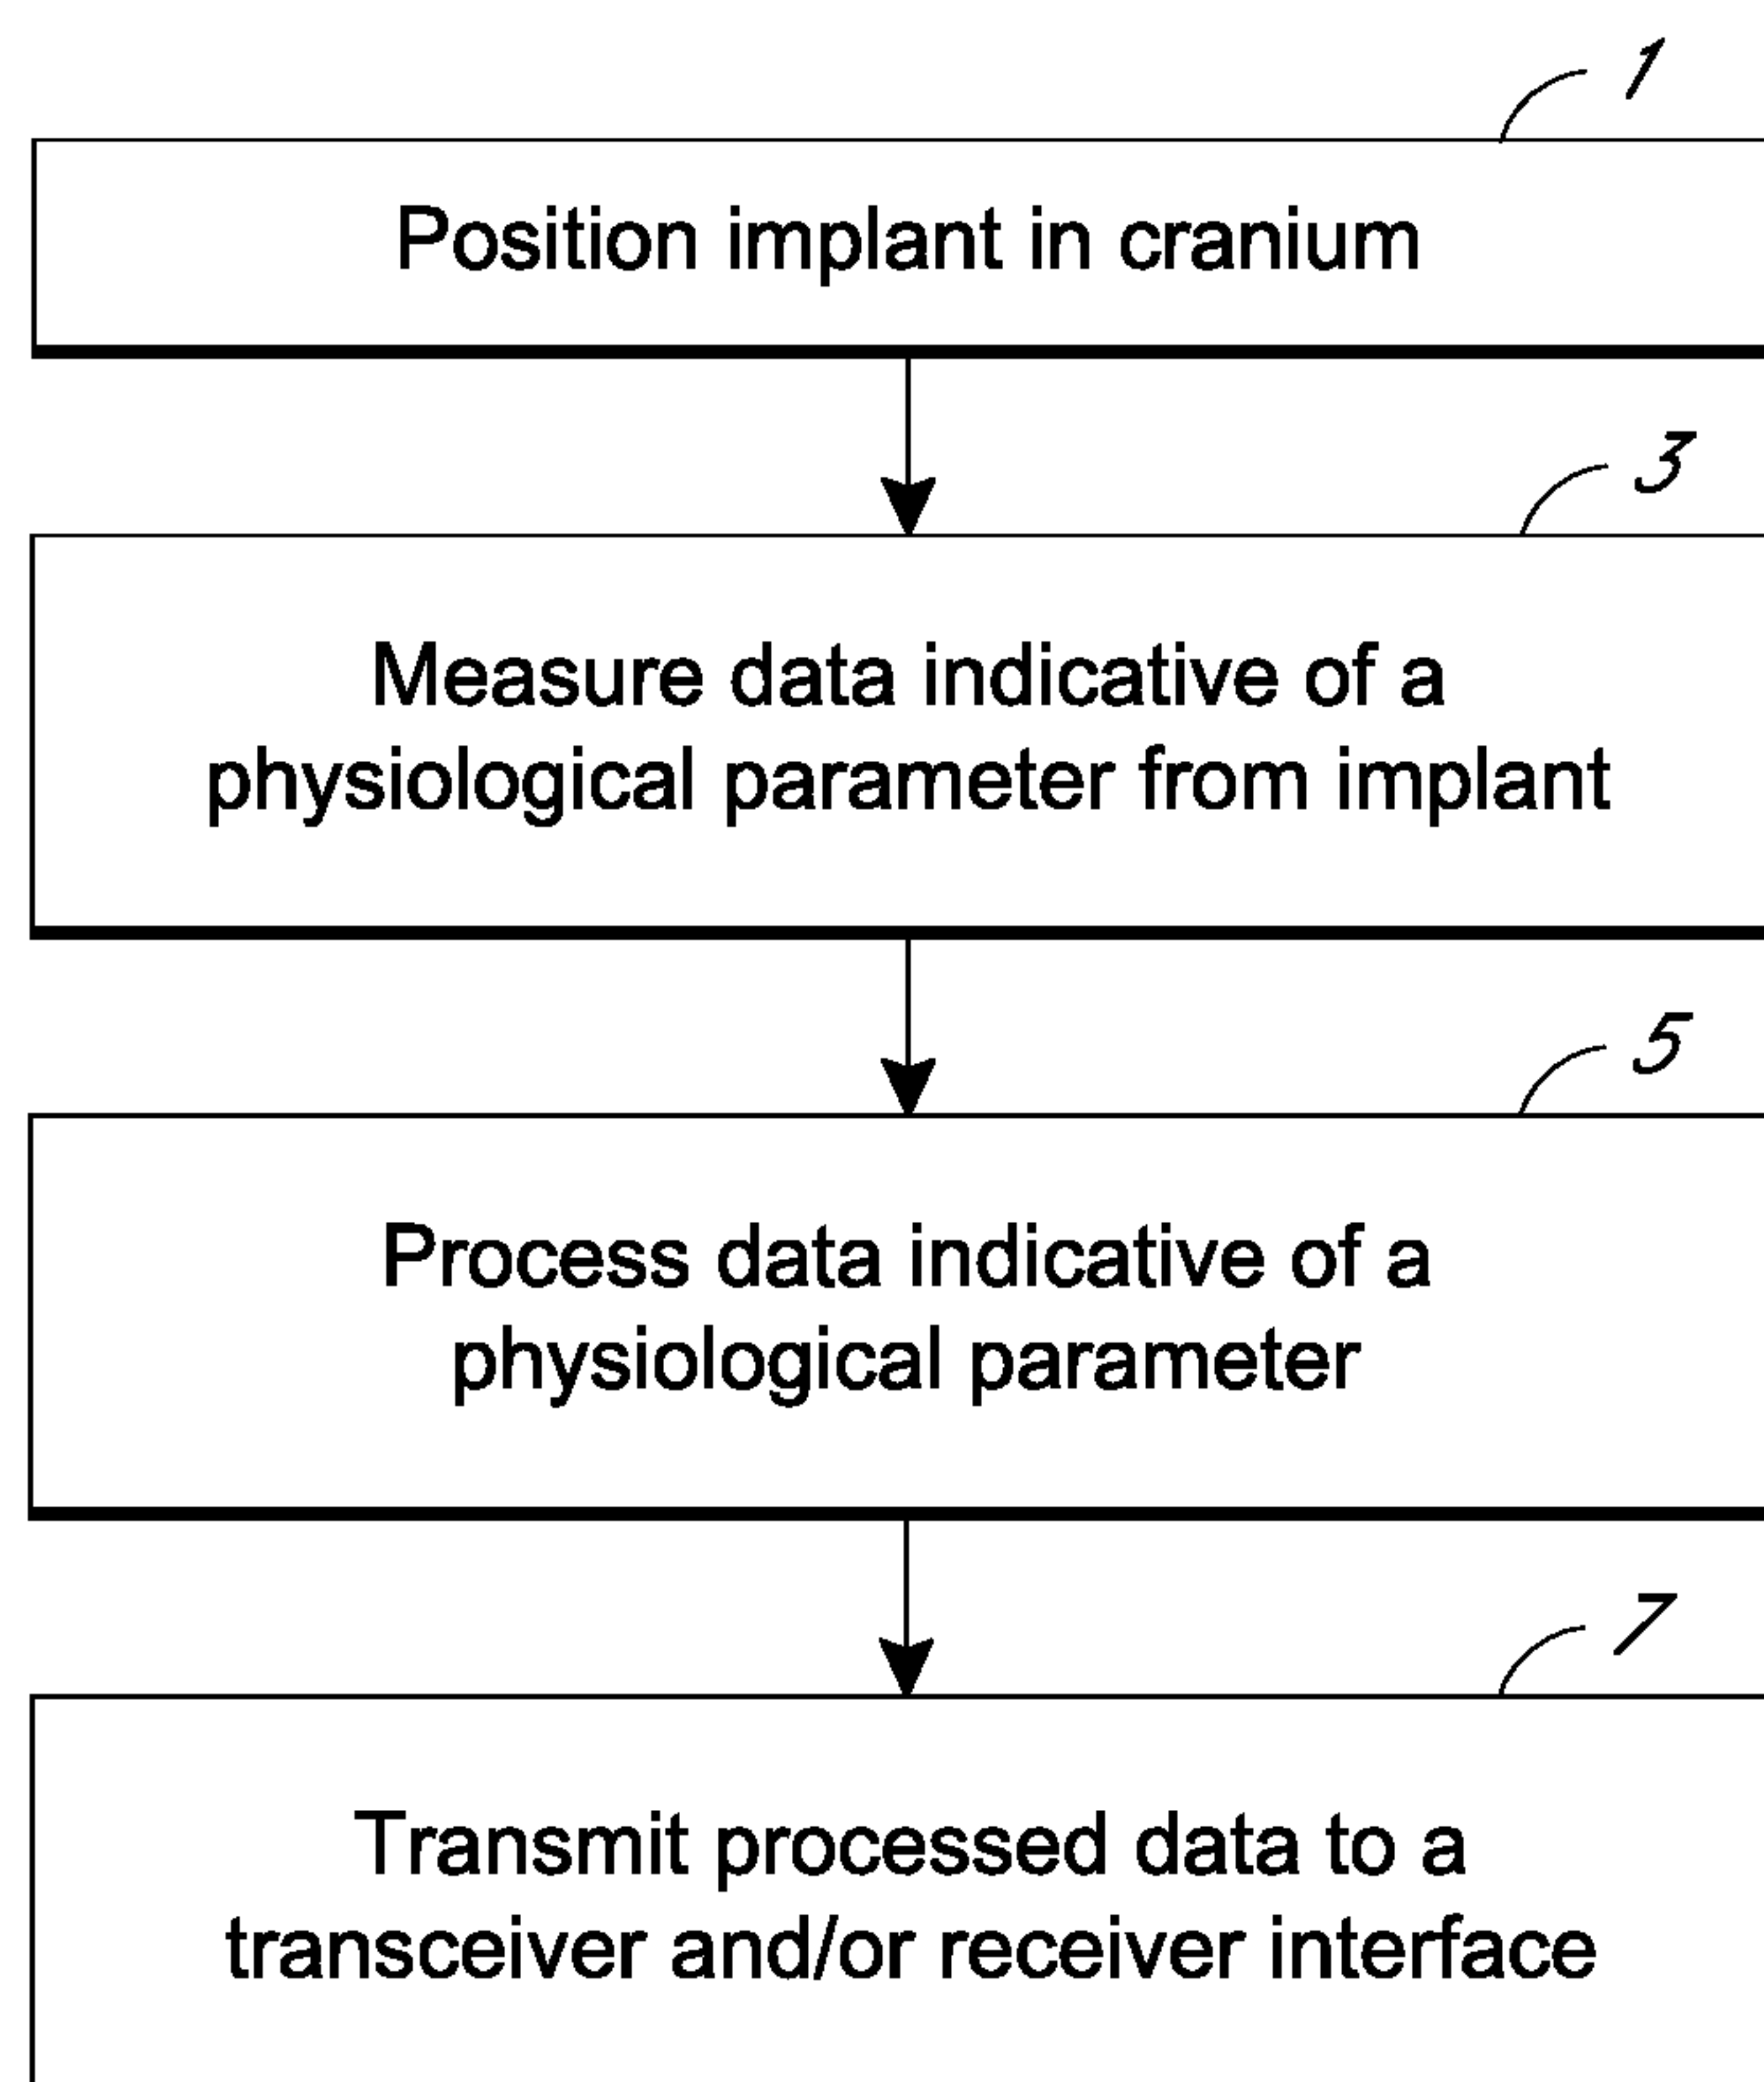 1
Position implant in cranium
3
Measure data indicative of a
physiological parameter from implant
5
Process data indicative of a
physiological parameter
7
Transmit processed data to a
transceiver and/or receiver interface